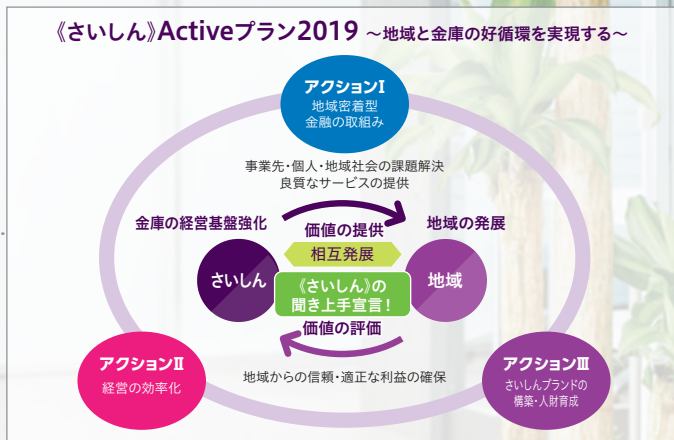 《さいしん》Activeプラン2019 ～地域と金庫の好循環を実現する～
アクションⅠ
地域密着型
金融の取組み
事業先・個人・地域社会の課題解決
良質なサービスの提供
金庫の経営基盤強化
価値の提供
地域の発展
相互発展
さいしん
《さいしん》の
聞き上手宣言！
地域
価値の評価
アクションⅡ
経営の効率化
地域からの信頼・適正な利益の確保
アクションⅢ
さいしんブランドの
構築・人財育成